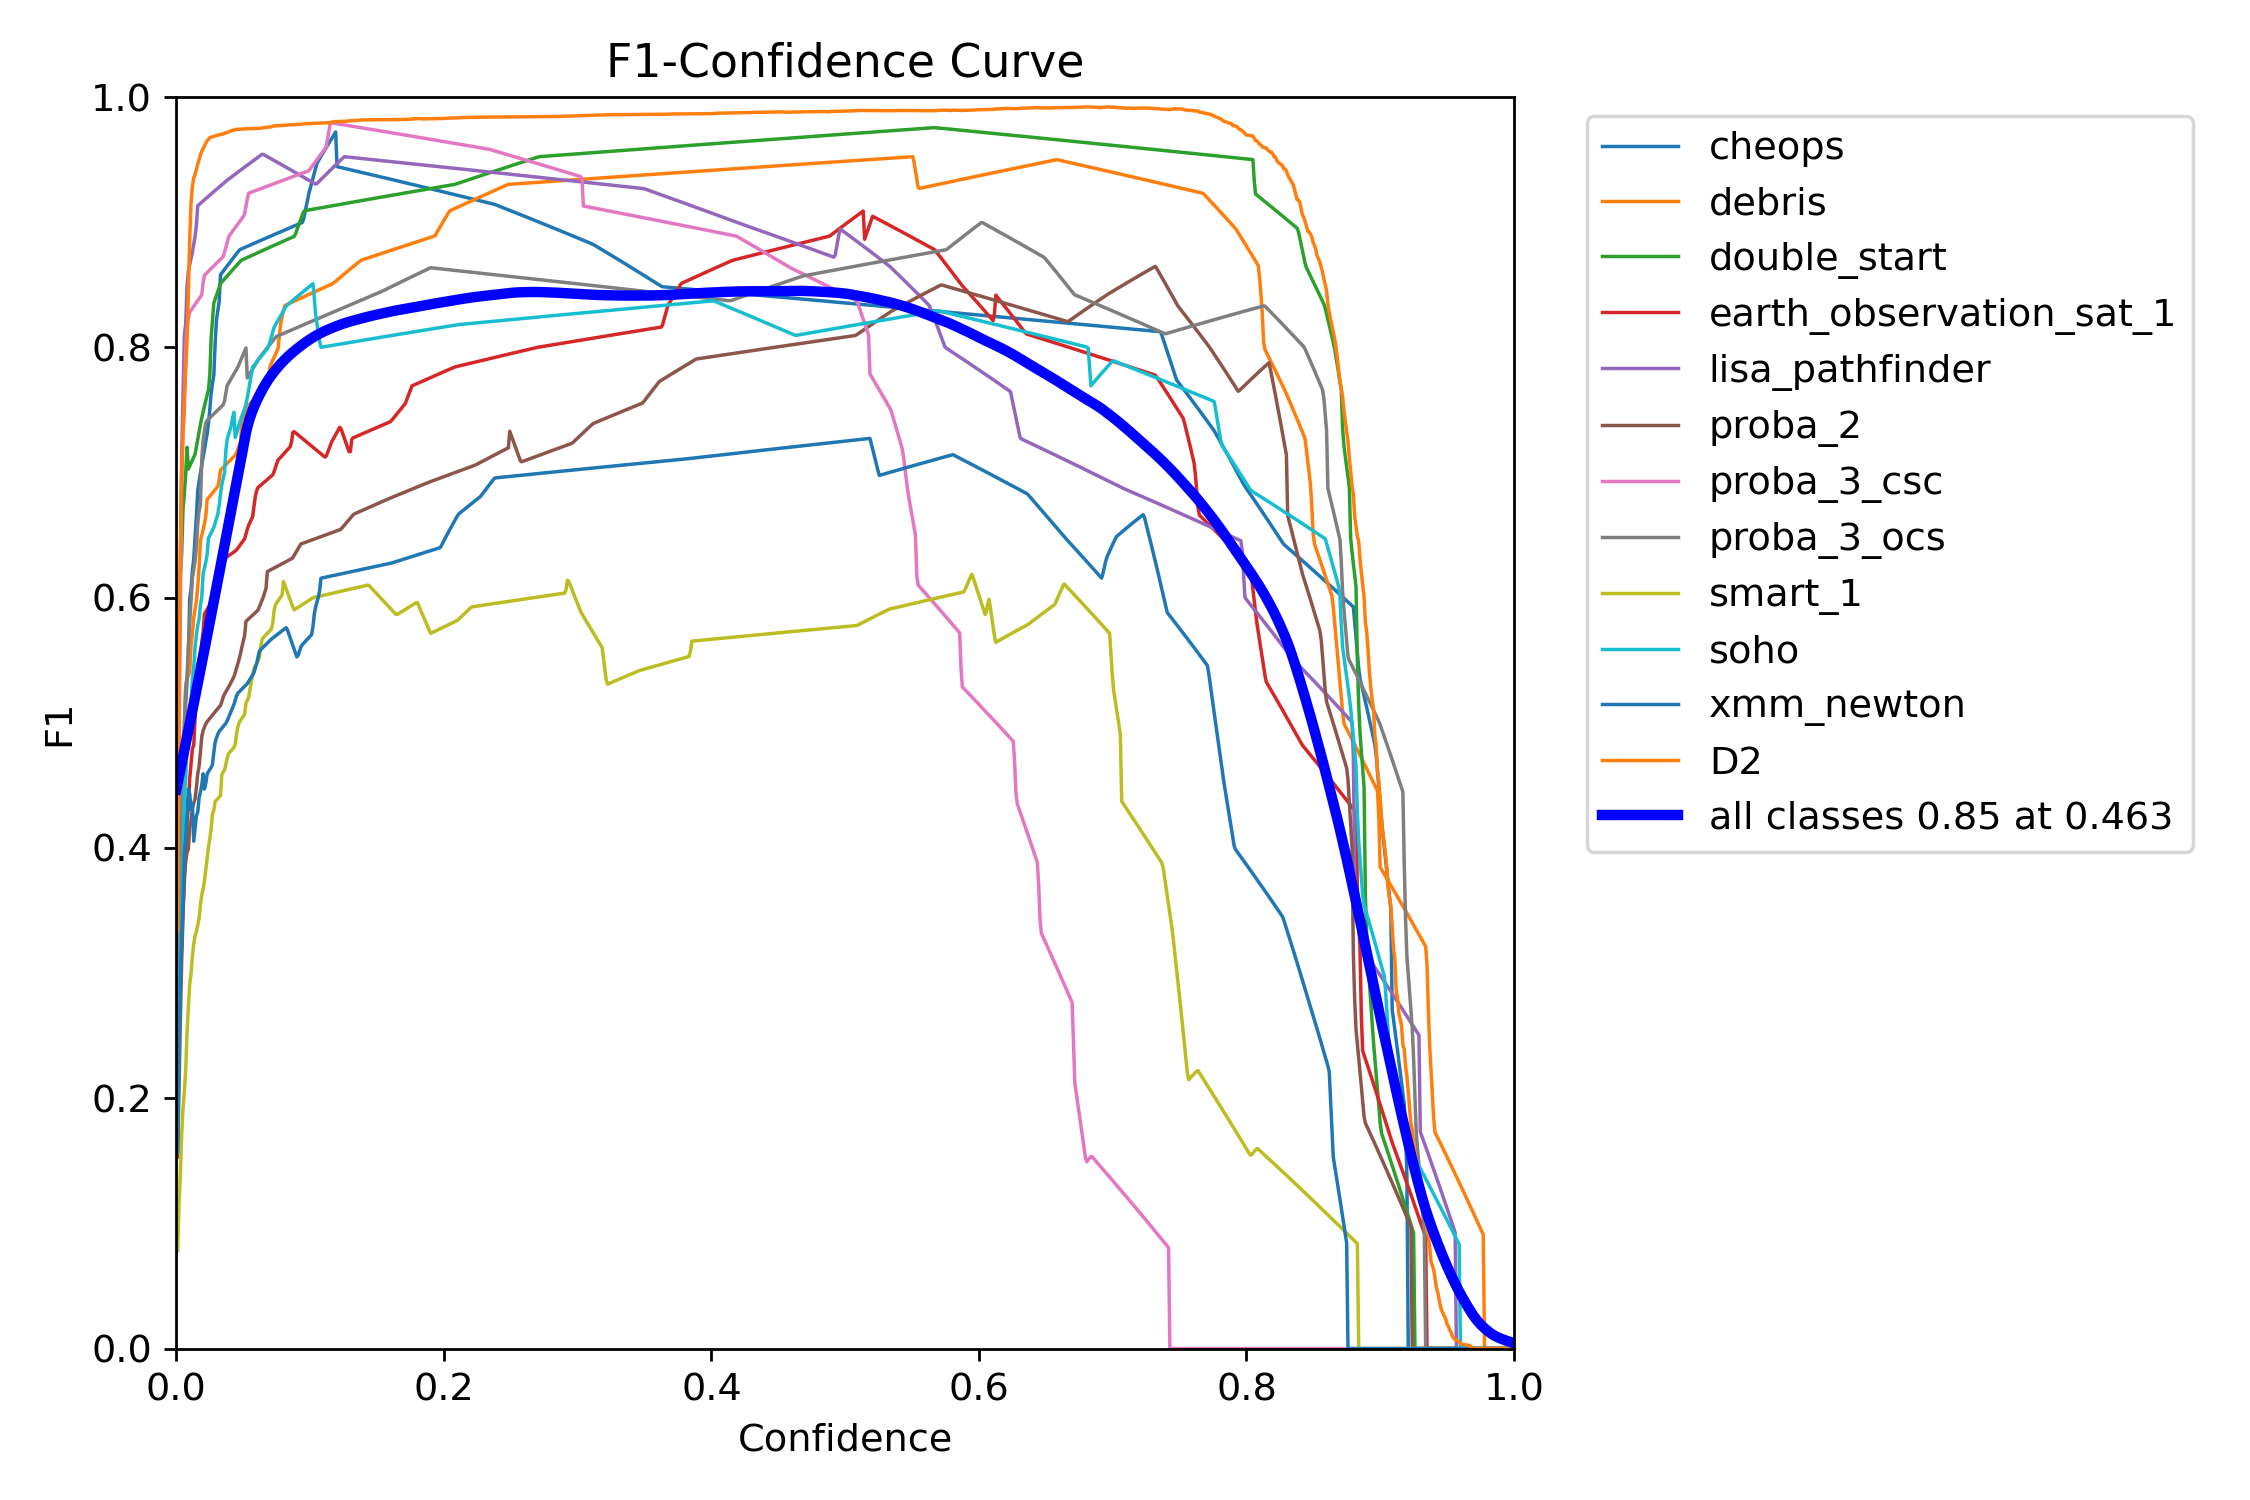 F1-Confidence Curve
1.0
0.8
0.6
0.4
0.2
0.0
F1
0.0 0.2 0.4 0.6 0.8 1.0
Confidence
cheops
debris
double_start
earth_observation_sat_1
lisa_pathfinder
proba_2
proba_3_csc
proba_3_ocs
smart_1
soho
xmm_newton
D2
all classes 0.85 at 0.463